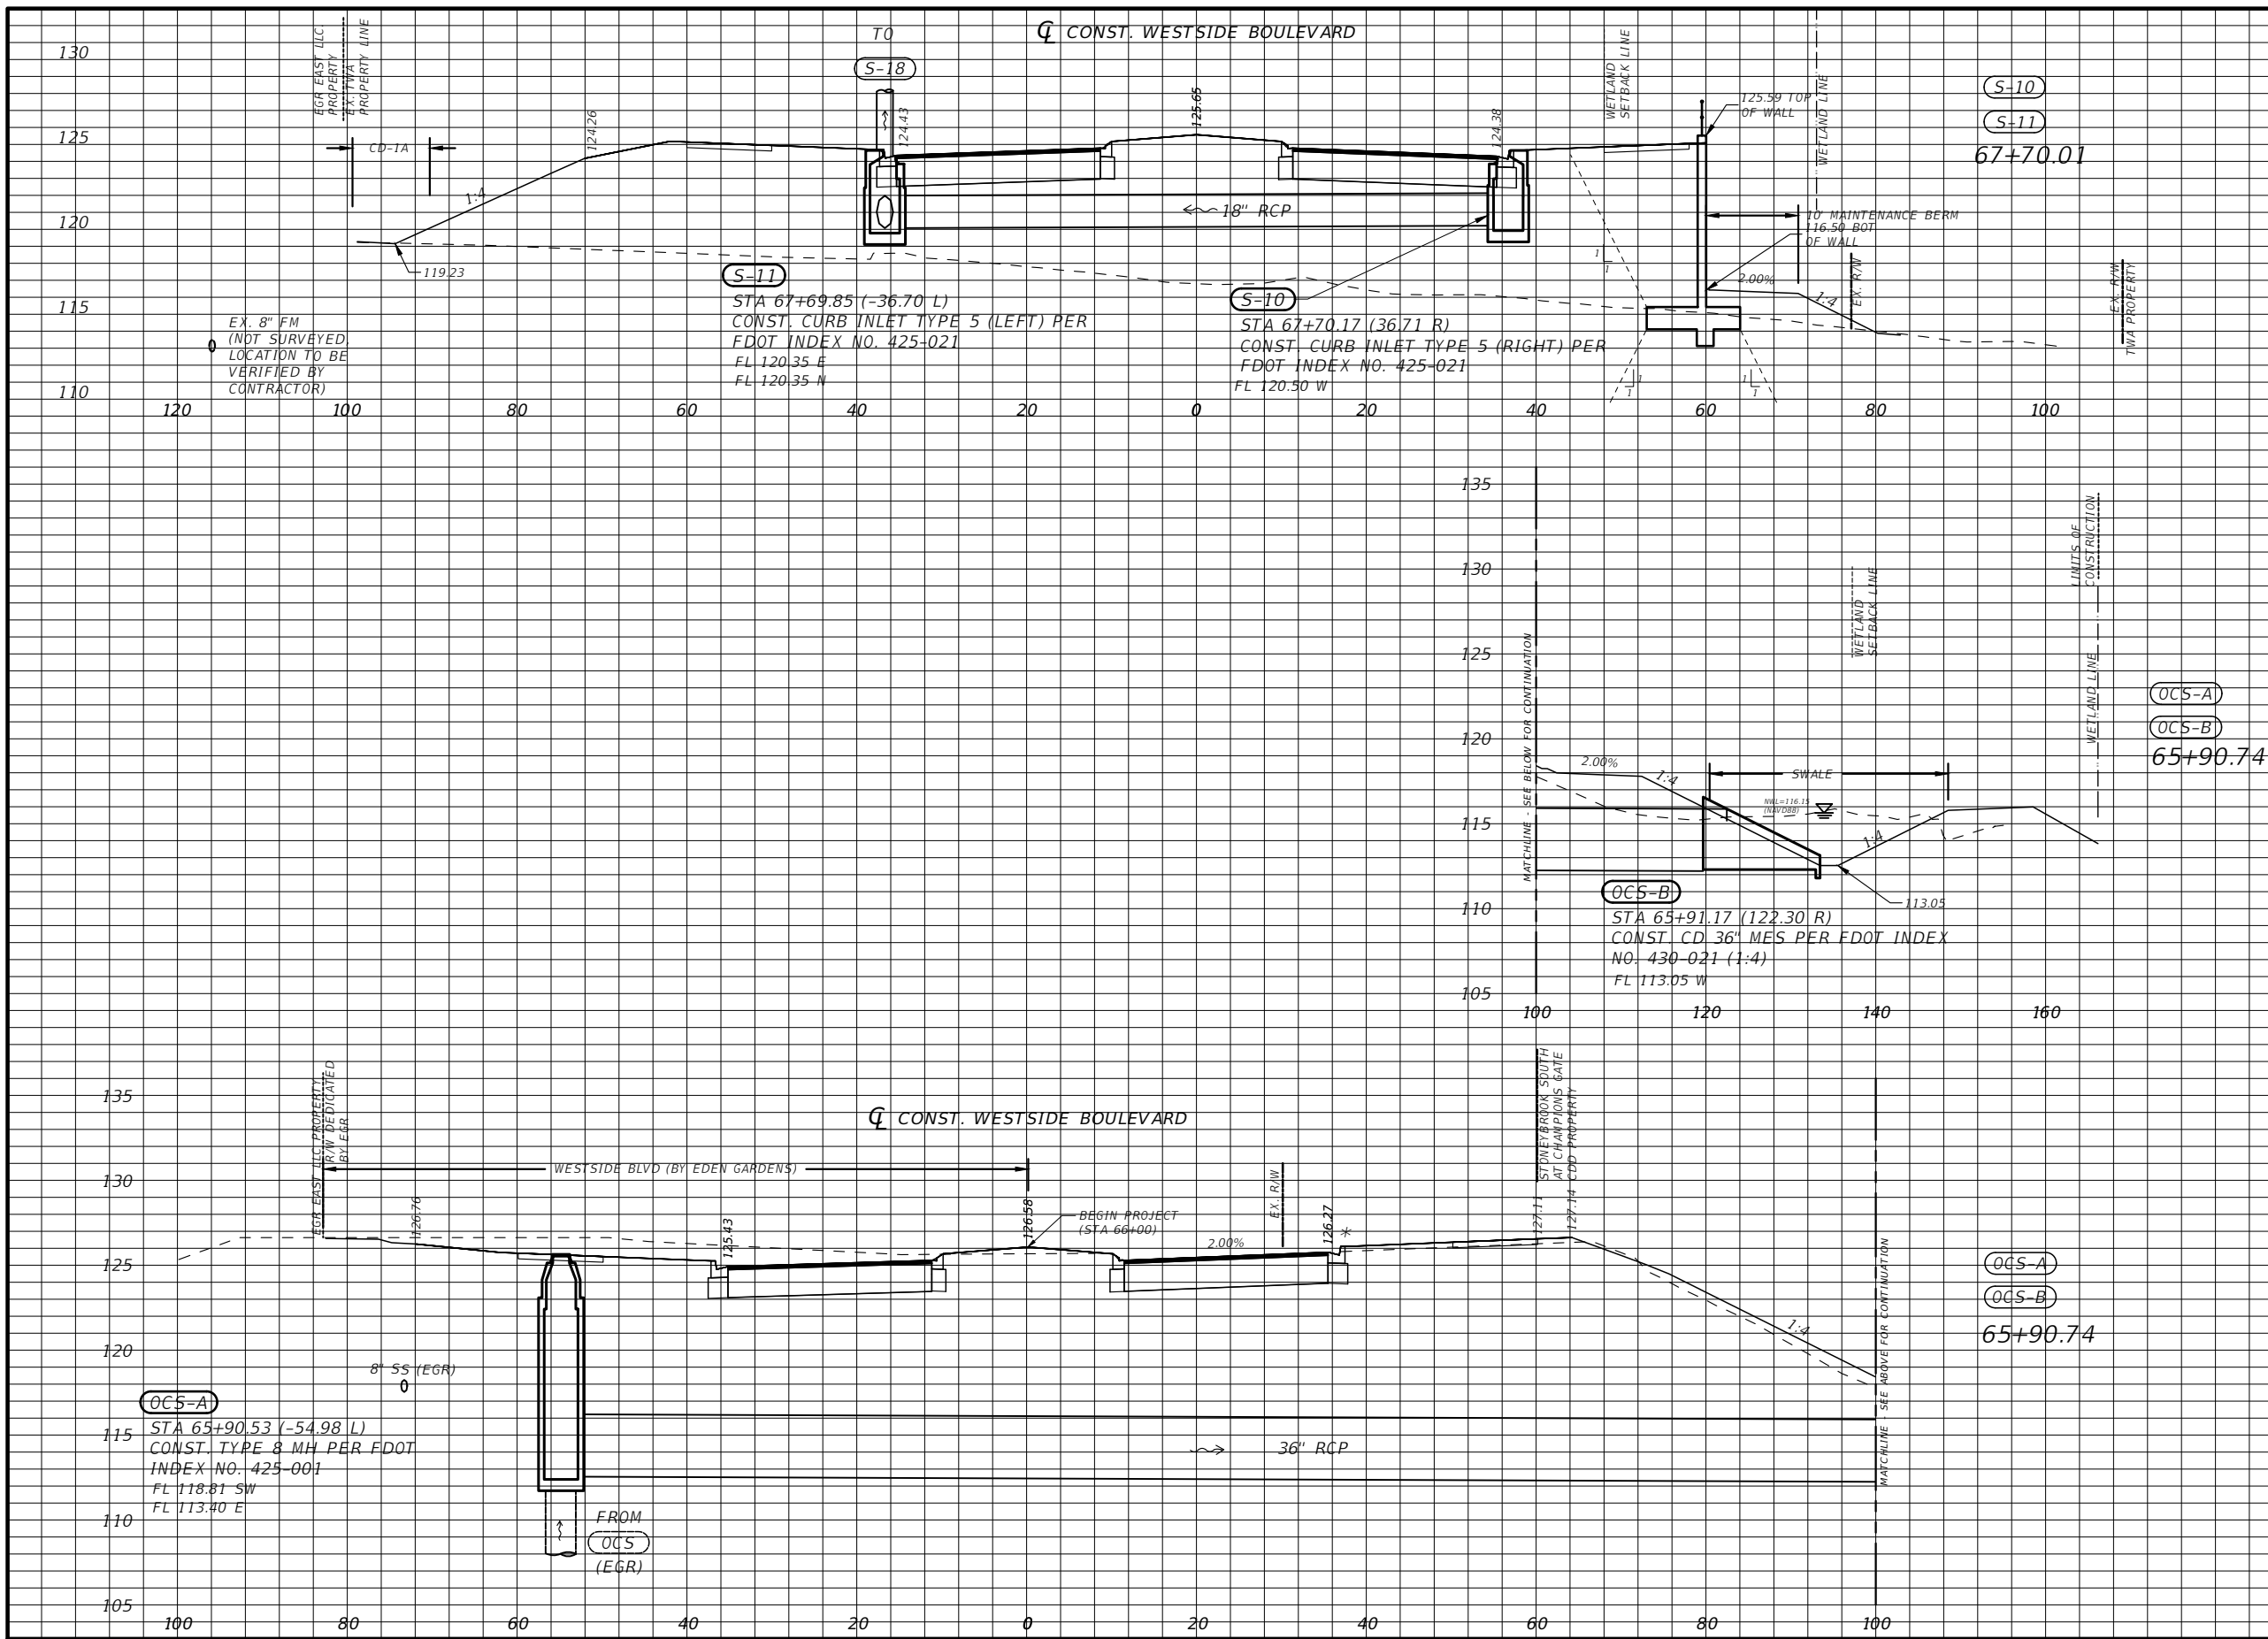 ℄ CONST. WESTSIDE BOULEVARD
TO
S-18
130
125
120
115
110
EGR EAST LLC.
PROPERTY
EX. TWA
PROPERTY LINE
CD-1A
1:4
124.26
124.43
125.65
124.38
WETLAND
SETBACK LINE
125.59 TOP
OF WALL
WETLAND LINE
S-10
S-11
67+70.01
18" RCP
10' MAINTENANCE BERM
116.50 BOT
OF WALL
2.00%
1:4
EX. R/W
EX. R/W
TWA PROPERTY
119.23
EX. 8" FM
(NOT SURVEYED,
LOCATION TO BE
VERIFIED BY
CONTRACTOR)
S-11
STA 67+69.85 (-36.70 L)
CONST. CURB INLET TYPE 5 (LEFT) PER
FDOT INDEX NO. 425-021
FL 120.35 E
FL 120.35 N
S-10
STA 67+70.17 (36.71 R)
CONST. CURB INLET TYPE 5 (RIGHT) PER
FDOT INDEX NO. 425-021
FL 120.50 W
1
1
1
1
1
1
120 100 80 60 40 20 0 20 40 60 80 100
135
130
125
120
115
110
105
MATCHLINE - SEE BELOW FOR CONTINUATION
WETLAND
SETBACK LINE
LIMITS OF
CONSTRUCTION
WETLAND LINE
OCS-A
OCS-B
65+90.74
2.00%
1:4
SWALE
NWL=116.15
(NAVD88)
1:4
113.05
OCS-B
STA 65+91.17 (122.30 R)
CONST. CD 36" MES PER FDOT INDEX
NO. 430-021 (1:4)
FL 113.05 W
100 120 140 160
℄ CONST. WESTSIDE BOULEVARD
135
130
125
120
115
110
105
EGR EAST LLC PROPERTY
R/W DEDICATED
BY EGR
WESTSIDE BLVD (BY EDEN GARDENS)
126.76
125.43
126.58
BEGIN PROJECT
(STA 66+00)
2.00%
EX. R/W
126.27
*
127.11
STONEYBROOK SOUTH
AT CHAMPIONS GATE
CDD PROPERTY
127.14
1:4
MATCHLINE - SEE ABOVE FOR CONTINUATION
OCS-A
OCS-B
65+90.74
8" SS (EGR)
OCS-A
STA 65+90.53 (-54.98 L)
CONST. TYPE 8 MH PER FDOT
INDEX NO. 425-001
FL 118.81 SW
FL 113.40 E
36" RCP
FROM
OCS
(EGR)
100 80 60 40 20 0 20 40 60 80 100